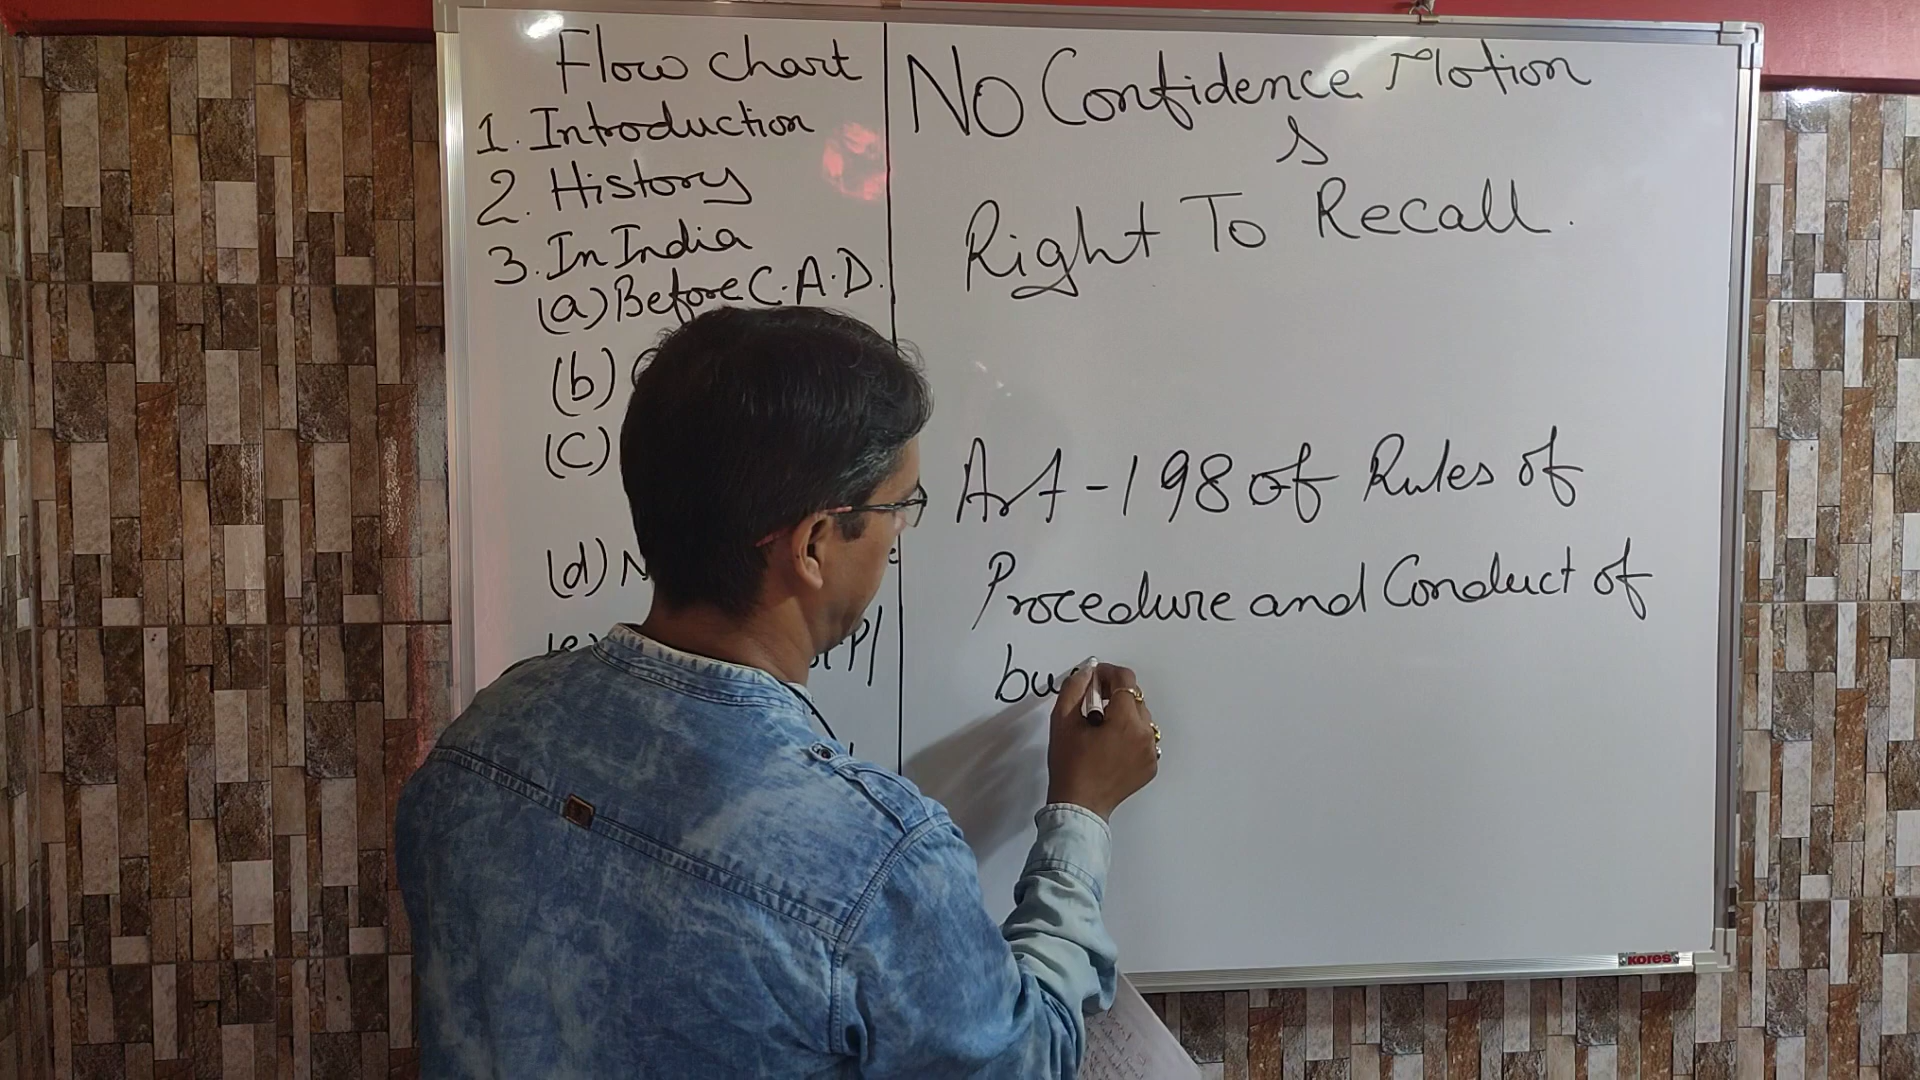 Flow chart
1. Introduction
2. History
3. In India
(a) Before C.A.D.
(b)
(c)
(d) N
No Confidence Motion
&
Right To Recall.
Art - 198 of Rules of
Procedure and Conduct of
bu
KORES